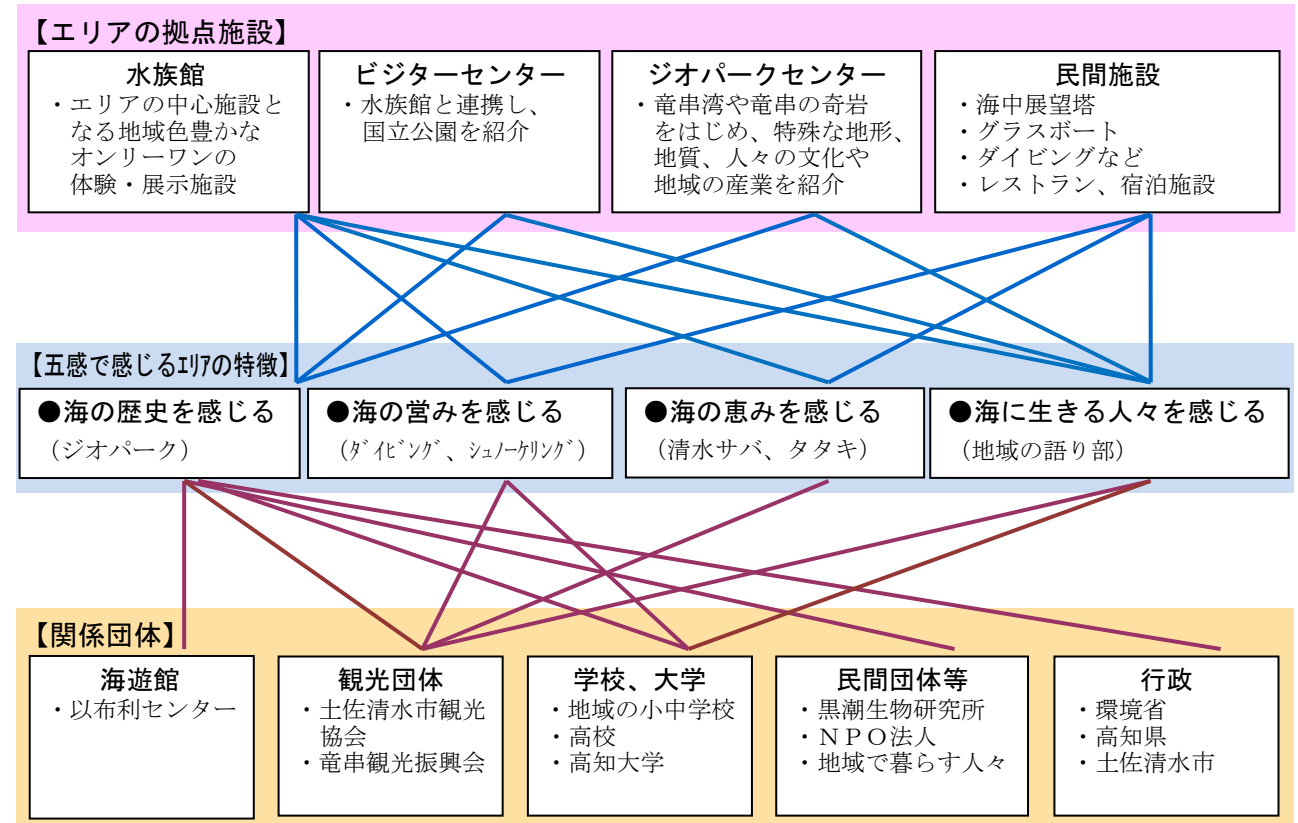 【エリアの拠点施設】
水族館
・エリアの中心施設と
なる地域色豊かな
オンリーワンの
体験・展示施設
ビジターセンター
・水族館と連携し、
国立公園を紹介
ジオパークセンター
・竜串湾や竜串の奇岩
をはじめ、特殊な地形、
地質、人々の文化や
地域の産業を紹介
民間施設
・海中展望塔
・グラスボート
・ダイビングなど
・レストラン、宿泊施設
【五感で感じるｴﾘｱの特徴】
●海の歴史を感じる
（ジオパーク）
●海の営みを感じる
（ﾀﾞｲﾋﾞﾝｸﾞ、ｼｭﾉｰｹﾘﾝｸﾞ）
●海の恵みを感じる
（清水サバ、タタキ）
●海に生きる人々を感じる
（地域の語り部）
【関係団体】
海遊館
・以布利センター
観光団体
・土佐清水市観光
協会
・竜串観光振興会
学校、大学
・地域の小中学校
・高校
・高知大学
民間団体等
・黒潮生物研究所
・ＮＰＯ法人
・地域で暮らす人々
行政
・環境省
・高知県
・土佐清水市